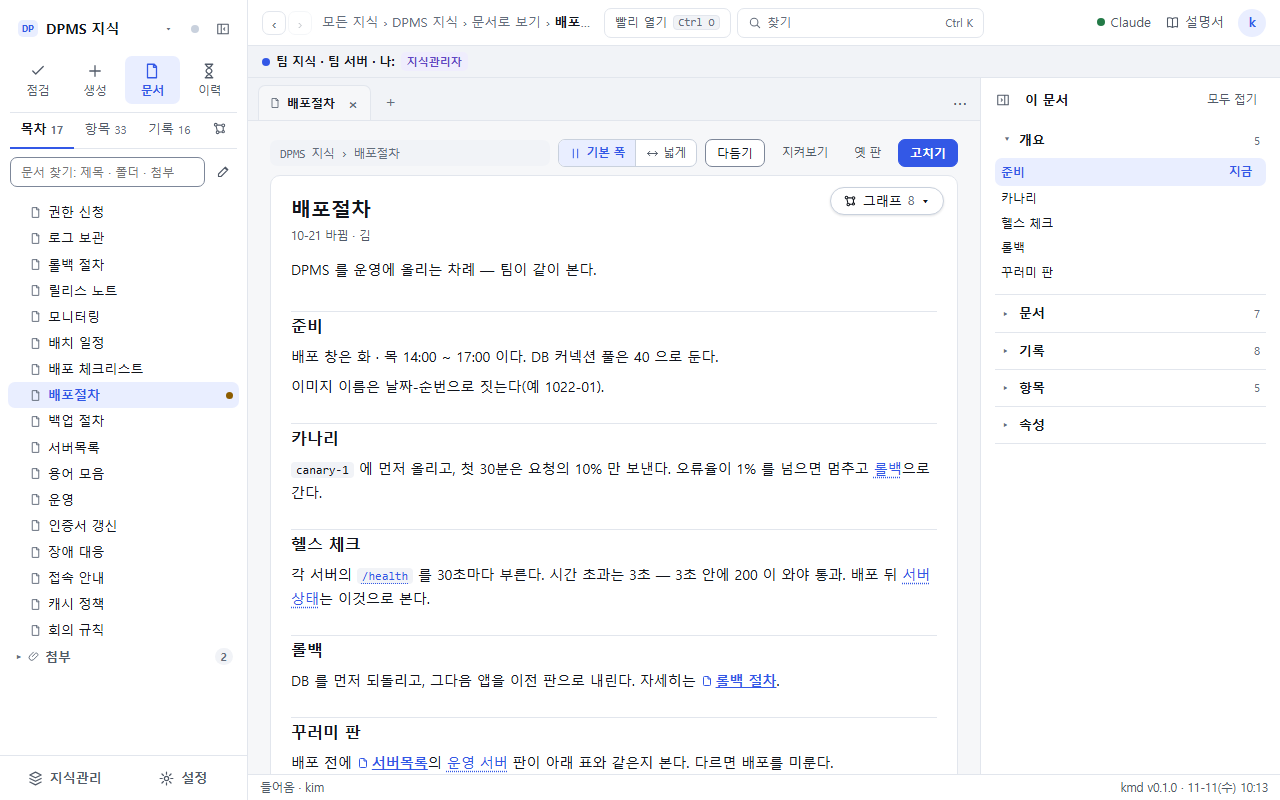 DP DPMS 지식
점검 생성 문서 이력
목차 17 항목 33 기록 16
문서 찾기: 제목 · 폴더 · 첨부
권한 신청
로그 보관
롤백 절차
릴리스 노트
모니터링
배치 일정
배포 체크리스트
배포절차
백업 절차
서버목록
용어 모음
운영
인증서 갱신
장애 대응
접속 안내
캐시 정책
회의 규칙
첨부 2
지식관리 설정
모든 지식 › DPMS 지식 › 문서로 보기 › 배포...
빨리 열기 Ctrl O
찾기 Ctrl K
Claude 설명서 k
팀 지식 · 팀 서버 · 나: 지식관리자
배포절차 × +
DPMS 지식 › 배포절차
기본 폭 넓게 다듬기 지켜보기 옛 판 고치기
배포절차
그래프 8
10-21 바뀜 · 김
DPMS 를 운영에 올리는 차례 — 팀이 같이 본다.
준비
배포 창은 화 · 목 14:00 ~ 17:00 이다. DB 커넥션 풀은 40 으로 둔다.
이미지 이름은 날짜-순번으로 짓는다(예 1022-01).
카나리
canary-1 에 먼저 올리고, 첫 30분은 요청의 10% 만 보낸다. 오류율이 1% 를 넘으면 멈추고 롤백으로
간다.
헬스 체크
각 서버의 /health 를 30초마다 부른다. 시간 초과는 3초 — 3초 안에 200 이 와야 통과. 배포 뒤 서버
상태는 이것으로 본다.
롤백
DB 를 먼저 되돌리고, 그다음 앱을 이전 판으로 내린다. 자세히는 롤백 절차.
꾸러미 판
배포 전에 서버목록의 운영 서버 판이 아래 표와 같은지 본다. 다르면 배포를 미룬다.
이 문서 모두 접기
개요 5
준비 지금
카나리
헬스 체크
롤백
꾸러미 판
문서 7
기록 8
항목 5
속성
들어옴 · kim
kmd v0.1.0 · 11-11(수) 10:13